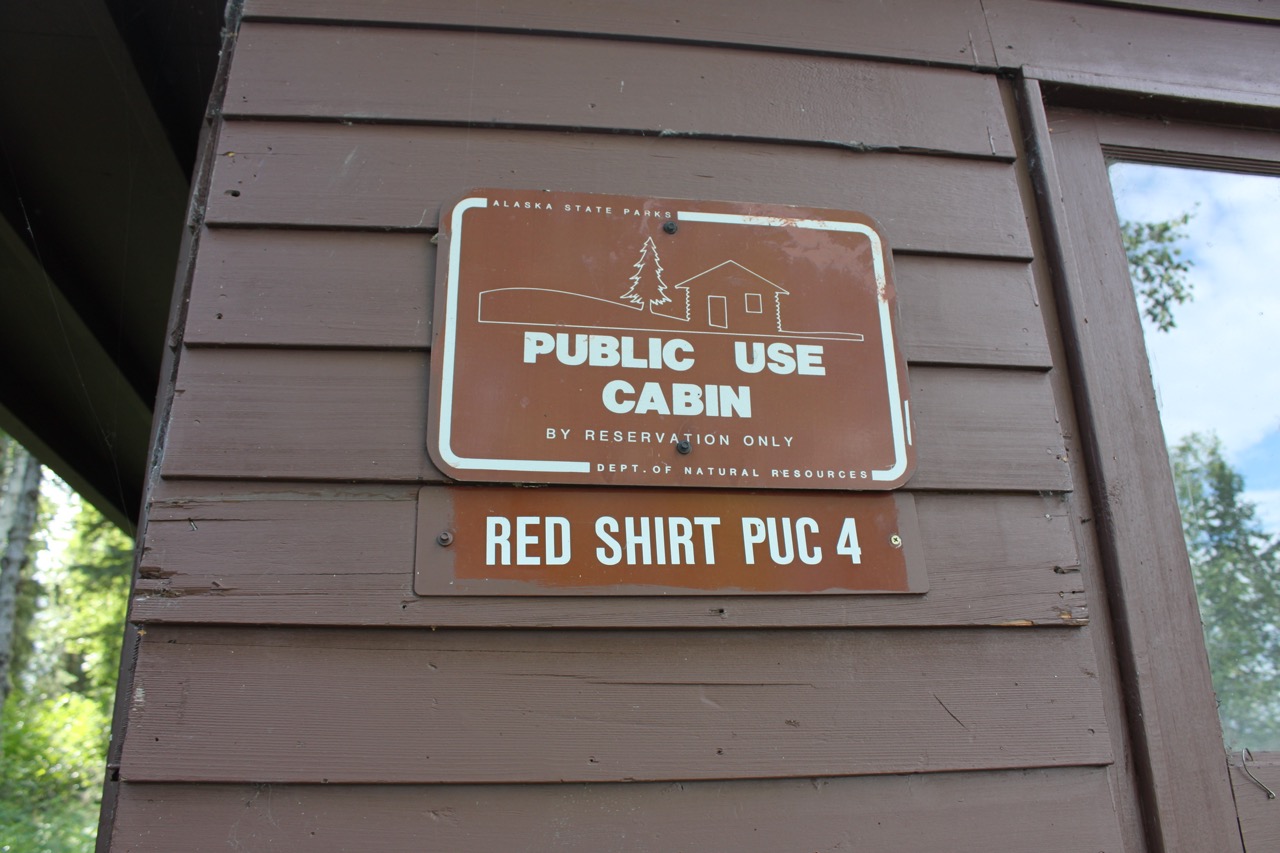 ALASKA STATE PARKS
PUBLIC USE
CABIN
BY RESERVATION ONLY
DEPT. OF NATURAL RESOURCES
RED SHIRT PUC 4